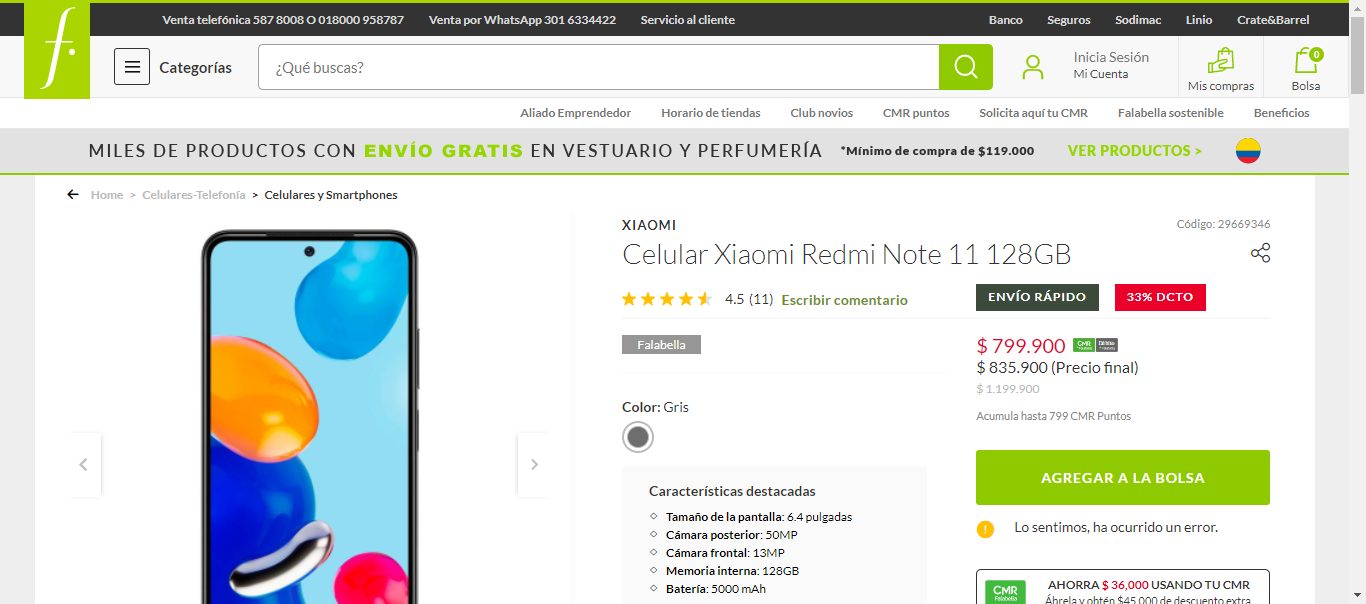 Venta telefónica 587 8008 O 018000 958787 Venta por WhatsApp 301 6334422 Servicio al cliente Banco Seguros Sodimac Linio Crate&Barrel
f.
Categorías ¿Qué buscas? Inicia Sesión
Mi Cuenta
Mis compras
0
Bolsa
Aliado Emprendedor Horario de tiendas Club novios CMR puntos Solicita aquí tu CMR Falabella sostenible Beneficios
MILES DE PRODUCTOS CON ENVÍO GRATIS EN VESTUARIO Y PERFUMERÍA *Mínimo de compra de $119.000 VER PRODUCTOS >
Home > Celulares-Telefonía > Celulares y Smartphones
XIAOMI
Código: 29669346
Celular Xiaomi Redmi Note 11 128GB
4.5 (11) Escribir comentario
ENVÍO RÁPIDO 33% DCTO
Falabella
$ 799.900 CMR
$ 835.900 (Precio final)
$ 1.199.900
Acumula hasta 799 CMR Puntos
Color: Gris
AGREGAR A LA BOLSA
Lo sentimos, ha ocurrido un error.
Características destacadas
Tamaño de la pantalla: 6.4 pulgadas
Cámara posterior: 50MP
Cámara frontal: 13MP
Memoria interna: 128GB
Batería: 5000 mAh
CMR
Falabella
AHORRA $ 36,000 USANDO TU CMR
Ábrela y obtén $45.000 de descuento extra